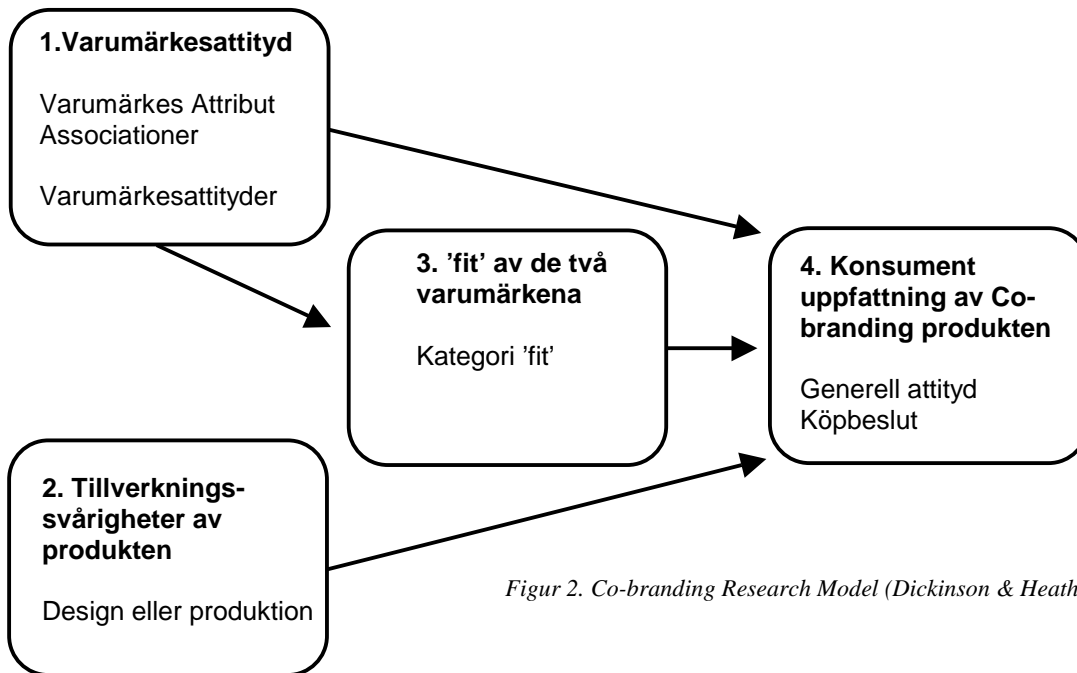 1.Varumärkesattityd
Varumärkes Attribut
Associationer
Varumärkesattityder
3. ’fit’ av de två
varumärkena
Kategori ’fit’
4. Konsument
uppfattning av Co-
branding produkten
Generell attityd
Köpbeslut
2. Tillverknings-
svårigheter av
produkten
Design eller produktion
Figur 2. Co-branding Research Model (Dickinson & Heath